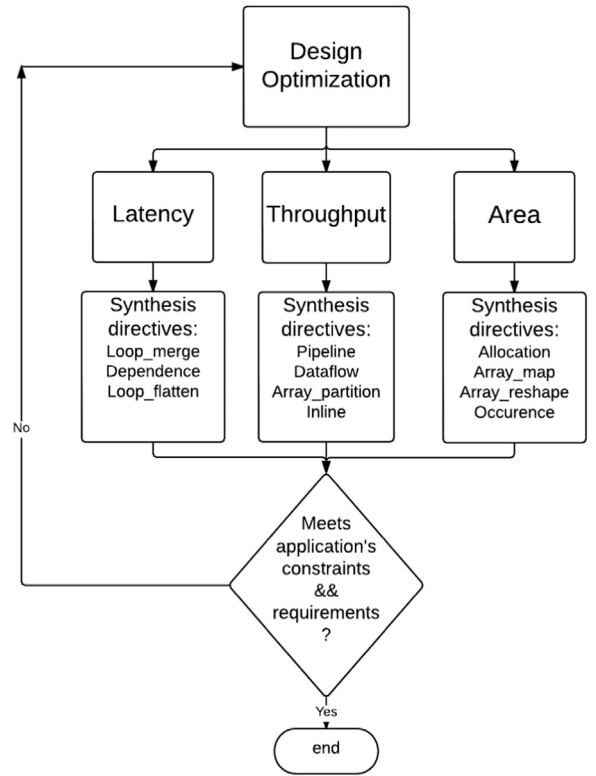 Design
Optimization
Latency
Throughput
Area
Synthesis
directives:
Loop_merge
Dependence
Loop_flatten
Synthesis
directives:
Pipeline
Dataflow
Array_partition
Inline
Synthesis
directives:
Allocation
Array_map
Array_reshape
Occurence
No
Meets
application's
constraints
&&
requirements
?
Yes
end